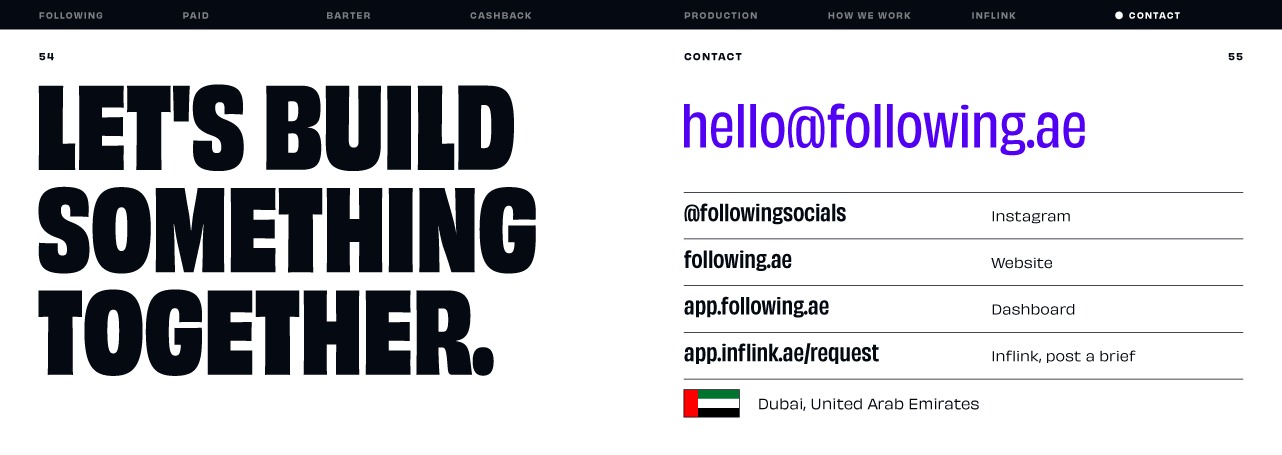 FOLLOWING PAID BARTER CASHBACK PRODUCTION HOW WE WORK INFLINK CONTACT
54
LET'S BUILD
SOMETHING
TOGETHER.
CONTACT 55
hello@following.ae
@followingsocials Instagram
following.ae Website
app.following.ae Dashboard
app.inflink.ae/request Inflink, post a brief
Dubai, United Arab Emirates